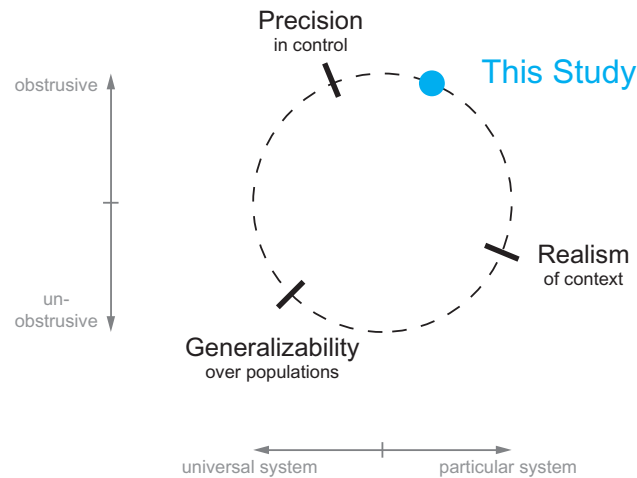 Precision
in control
This Study
obstrusive
Realism
of context
un-
obstrusive
Generalizability
over populations
universal system
particular system